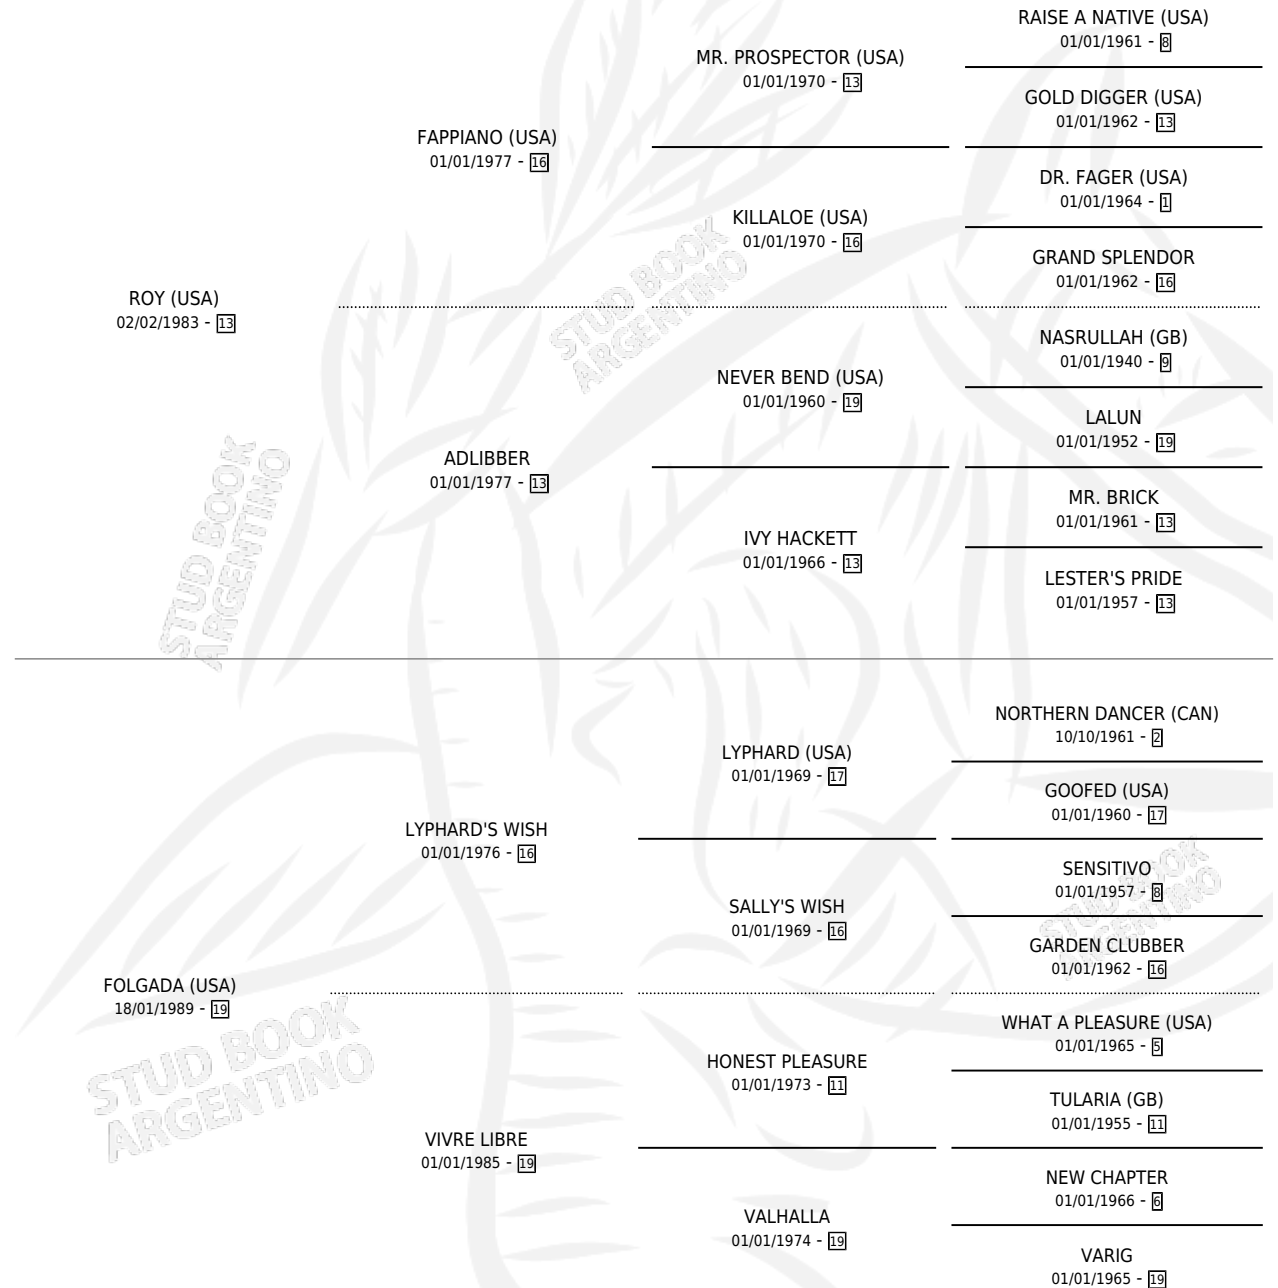 RAISE A NATIVE (USA)
01/01/1961 - 8
MR. PROSPECTOR (USA)
01/01/1970 - 13
GOLD DIGGER (USA)
01/01/1962 - 13
FAPPIANO (USA)
01/01/1977 - 16
DR. FAGER (USA)
01/01/1964 - 1
KILLALOE (USA)
01/01/1970 - 16
GRAND SPLENDOR
01/01/1962 - 16
ROY (USA)
02/02/1983 - 13
STUD BOOK
ARGENTINO
NASRULLAH (GB)
01/01/1940 - 9
NEVER BEND (USA)
01/01/1960 - 19
LALUN
01/01/1952 - 19
ADLIBBER
01/01/1977 - 13
MR. BRICK
01/01/1961 - 13
IVY HACKETT
01/01/1966 - 13
LESTER'S PRIDE
01/01/1957 - 13
STUD BOOK
ARGENTINO
NORTHERN DANCER (CAN)
10/10/1961 - 2
LYPHARD (USA)
01/01/1969 - 17
GOOFED (USA)
01/01/1960 - 17
LYPHARD'S WISH
01/01/1976 - 16
SENSITIVO
01/01/1957 - 8
SALLY'S WISH
01/01/1969 - 16
STUD BOOK
ARGENTINO
GARDEN CLUBBER
01/01/1962 - 16
FOLGADA (USA)
18/01/1989 - 19
WHAT A PLEASURE (USA)
01/01/1965 - 5
HONEST PLEASURE
01/01/1973 - 11
TULARIA (GB)
01/01/1955 - 11
STUD BOOK
ARGENTINO
VIVRE LIBRE
01/01/1985 - 19
NEW CHAPTER
01/01/1966 - 6
VALHALLA
01/01/1974 - 19
VARIG
01/01/1965 - 19